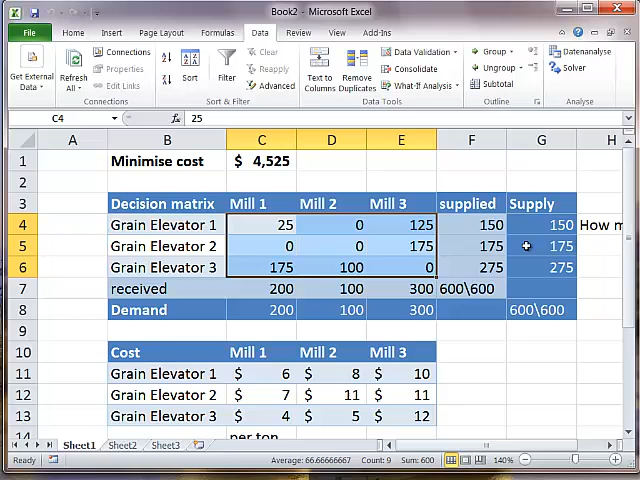 Book2 - Microsoft Excel
File Home Insert Page Layout Formulas Data Review View Add-Ins
Get External Data
Refresh All
Connections
Properties
Edit Links
Connections
Sort
Filter
Clear
Reapply
Advanced
Sort & Filter
Text to Columns
Remove Duplicates
Data Validation
Consolidate
What-If Analysis
Data Tools
Group
Ungroup
Subtotal
Outline
Datenanalyse
Solver
Analyse
C4 fx 25
A B C D E F G H
1 Minimise cost $ 4,525
2
3 Decision matrix Mill 1 Mill 2 Mill 3 supplied Supply
4 Grain Elevator 1 25 0 125 150 150 How m
5 Grain Elevator 2 0 0 175 175 175
6 Grain Elevator 3 175 100 0 275 275
7 received 200 100 300 600\600
8 Demand 200 100 300 600\600
9
10 Cost Mill 1 Mill 2 Mill 3
11 Grain Elevator 1 $ 6 $ 8 $ 10
12 Grain Elevator 2 $ 7 $ 11 $ 11
13 Grain Elevator 3 $ 4 $ 5 $ 12
14 per ton
Sheet1 Sheet2 Sheet3
Ready Average: 66.66666667 Count: 9 Sum: 600 140%